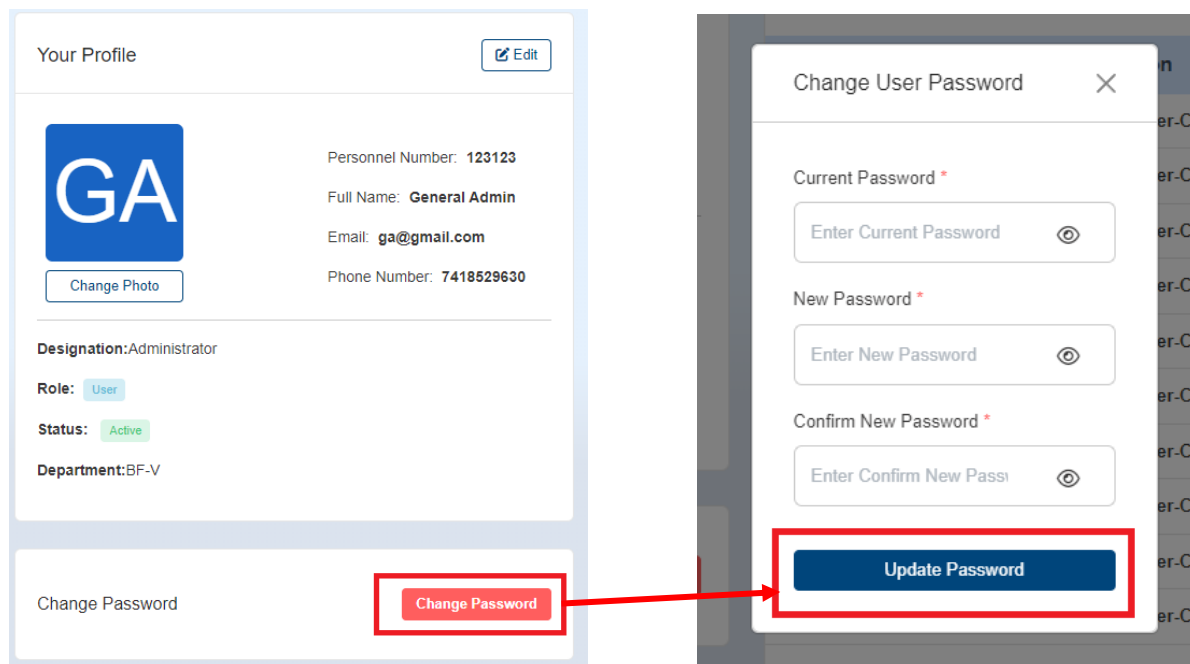 Your Profile
Edit
GA
Change Photo
Personnel Number: 123123
Full Name: General Admin
Email: ga@gmail.com
Phone Number: 7418529630
Designation:Administrator
Role: User
Status: Active
Department:BF-V
Change Password
Change Password
Change User Password
Current Password *
Enter Current Password
New Password *
Enter New Password
Confirm New Password *
Enter Confirm New Pass
Update Password